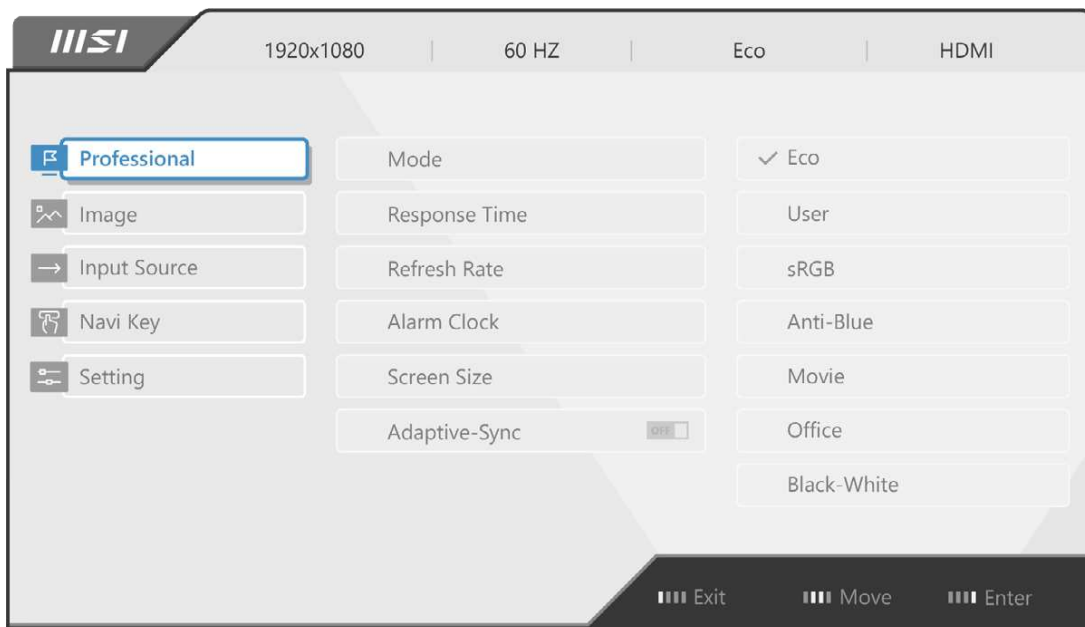 msi
1920x1080 60 HZ Eco HDMI
Professional
Image
Input Source
Navi Key
Setting
Mode
Response Time
Refresh Rate
Alarm Clock
Screen Size
Adaptive-Sync OFF
Eco
User
sRGB
Anti-Blue
Movie
Office
Black-White
Exit Move Enter